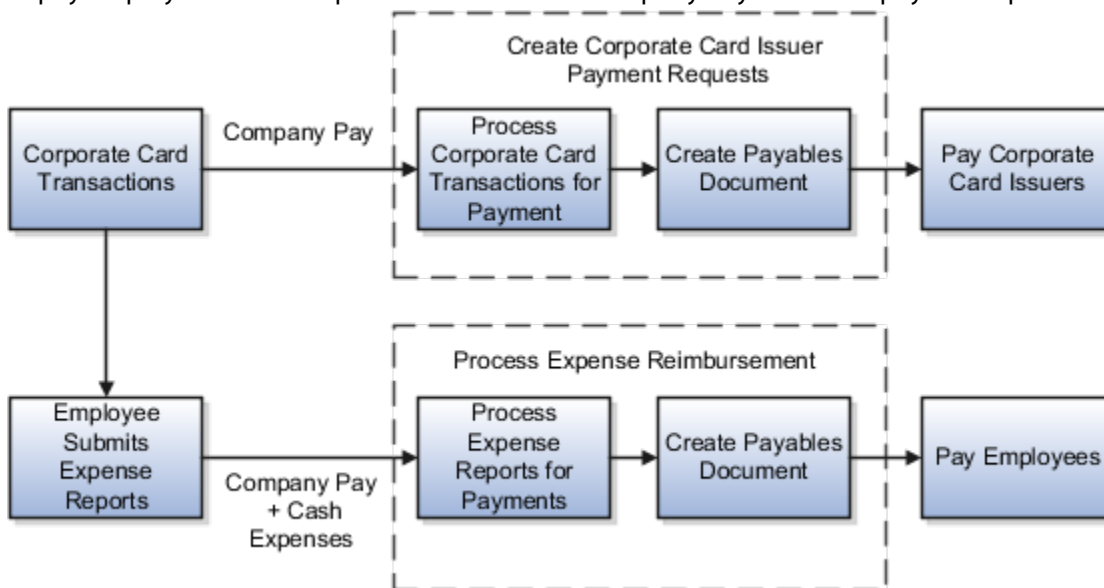 Create Corporate Card Issuer
Payment Requests
Corporate Card
Transactions
Company Pay
Process
Corporate Card
Transactions for
Payment
Create Payables
Document
Pay Corporate
Card Issuers
Process Expense Reimbursement
Employee
Submits
Expense
Reports
Company Pay
+ Cash
Expenses
Process
Expense
Reports for
Payments
Create Payables
Document
Pay Employees